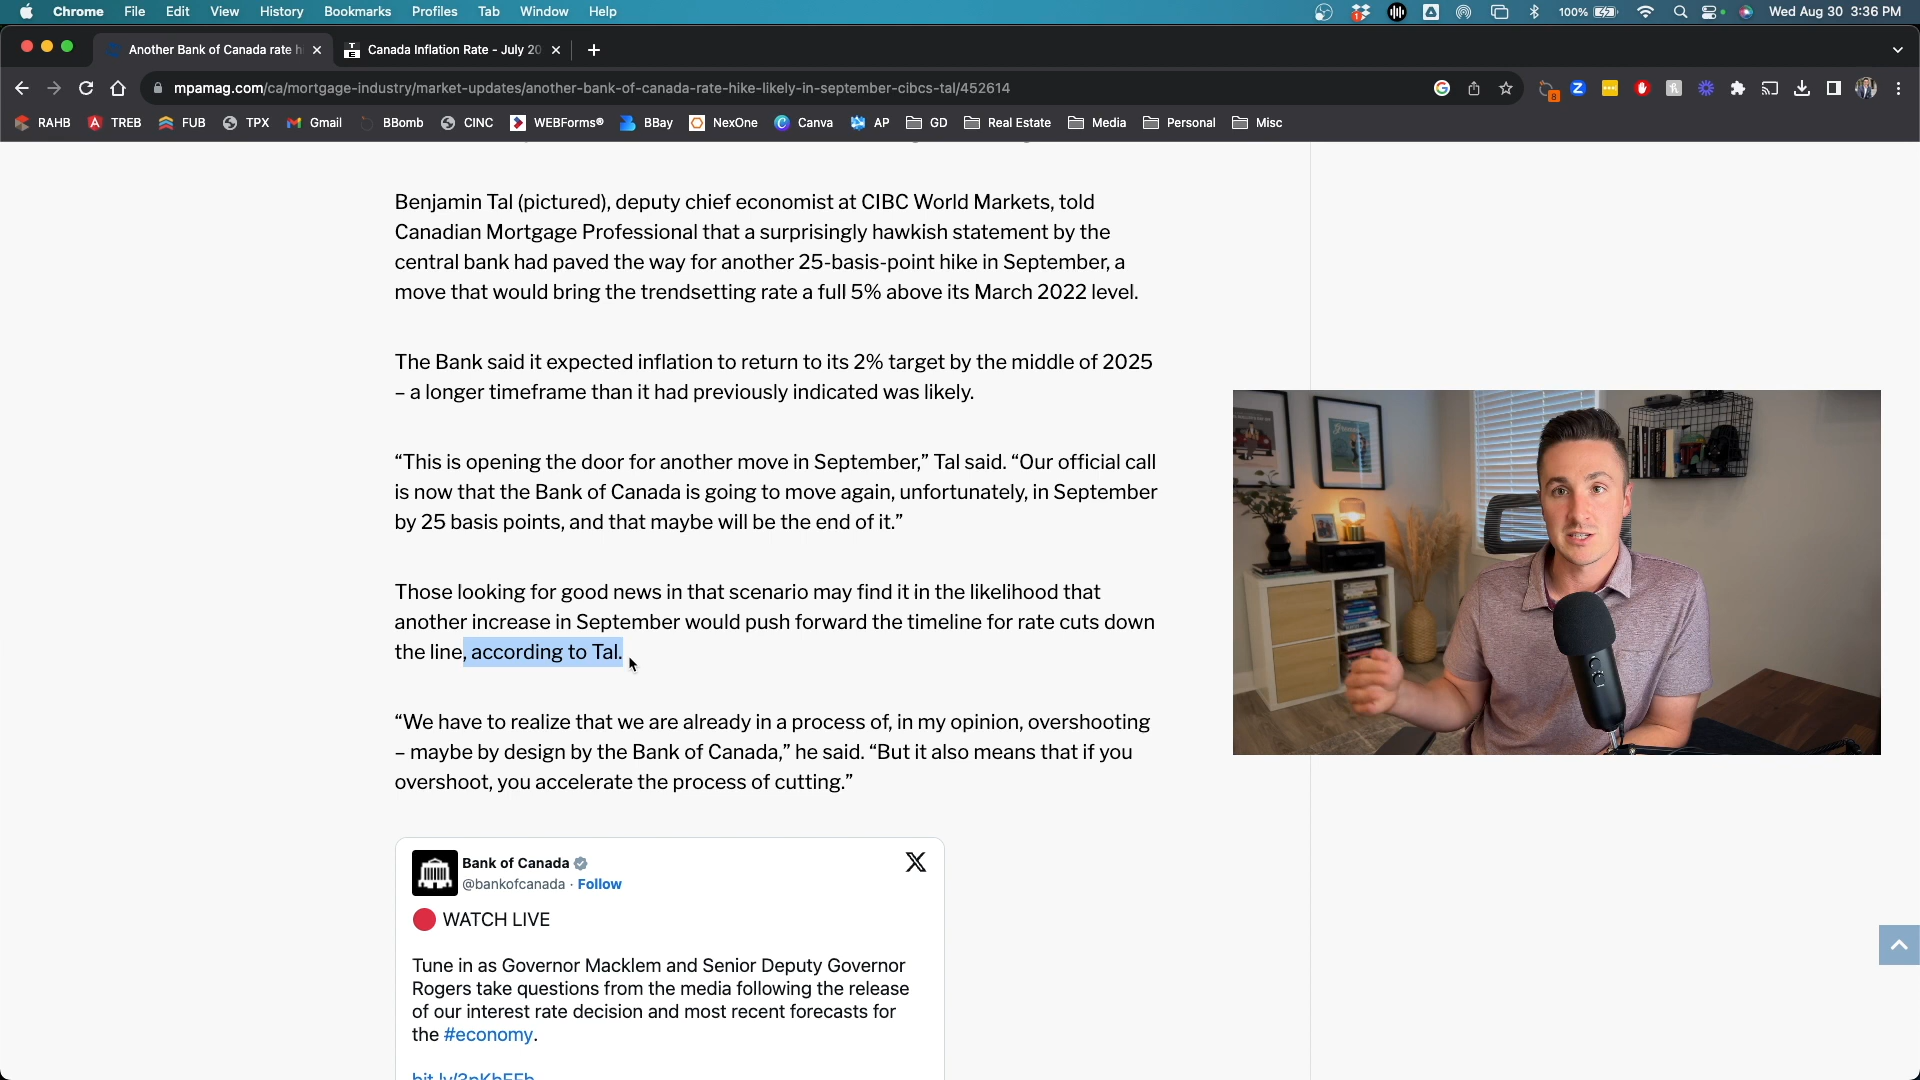 Chrome File Edit View History Bookmarks Profiles Tab Window Help 100% Wed Aug 30 3:36 PM
Another Bank of Canada rate h Canada Inflation Rate - July 20
mpamag.com/ca/mortgage-industry/market-updates/another-bank-of-canada-rate-hike-likely-in-september-cibcs-tal/452614
RAHB TREB FUB TPX Gmail BBomb CINC WEBForms® BBay NexOne Canva AP GD Real Estate Media Personal Misc
Benjamin Tal (pictured), deputy chief economist at CIBC World Markets, told
Canadian Mortgage Professional that a surprisingly hawkish statement by the
central bank had paved the way for another 25-basis-point hike in September, a
move that would bring the trendsetting rate a full 5% above its March 2022 level.
The Bank said it expected inflation to return to its 2% target by the middle of 2025
– a longer timeframe than it had previously indicated was likely.
“This is opening the door for another move in September,” Tal said. “Our official call
is now that the Bank of Canada is going to move again, unfortunately, in September
by 25 basis points, and that maybe will be the end of it.”
Those looking for good news in that scenario may find it in the likelihood that
another increase in September would push forward the timeline for rate cuts down
the line, according to Tal.
“We have to realize that we are already in a process of, in my opinion, overshooting
– maybe by design by the Bank of Canada,” he said. “But it also means that if you
overshoot, you accelerate the process of cutting.”
Bank of Canada
@bankofcanada · Follow
WATCH LIVE
Tune in as Governor Macklem and Senior Deputy Governor
Rogers take questions from the media following the release
of our interest rate decision and most recent forecasts for
the #economy.